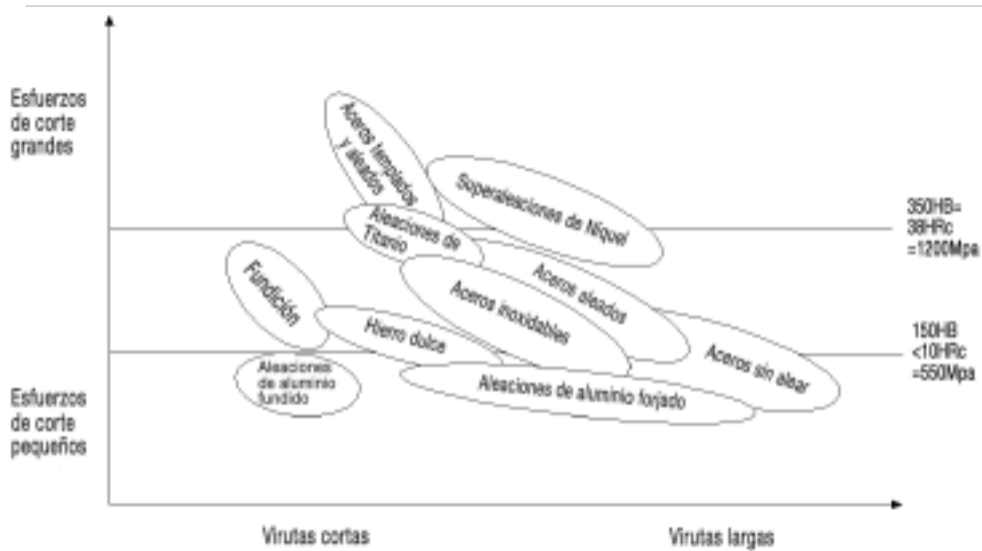 Esfuerzos
de corte
grandes
Aceros templados
y aleados
Superaleaciones de Níquel
350HB=
38HRc
=1200Mpa
Aleaciones de
Titanio
Fundición
Aceros aleados
Aceros inoxidables
Hierro dulce
Aceros sin alear
150HB
<10HRc
=550Mpa
Aleaciones
de aluminio
fundido
Aleaciones de aluminio forjado
Esfuerzos
de corte
pequeños
Virutas cortas
Virutas largas